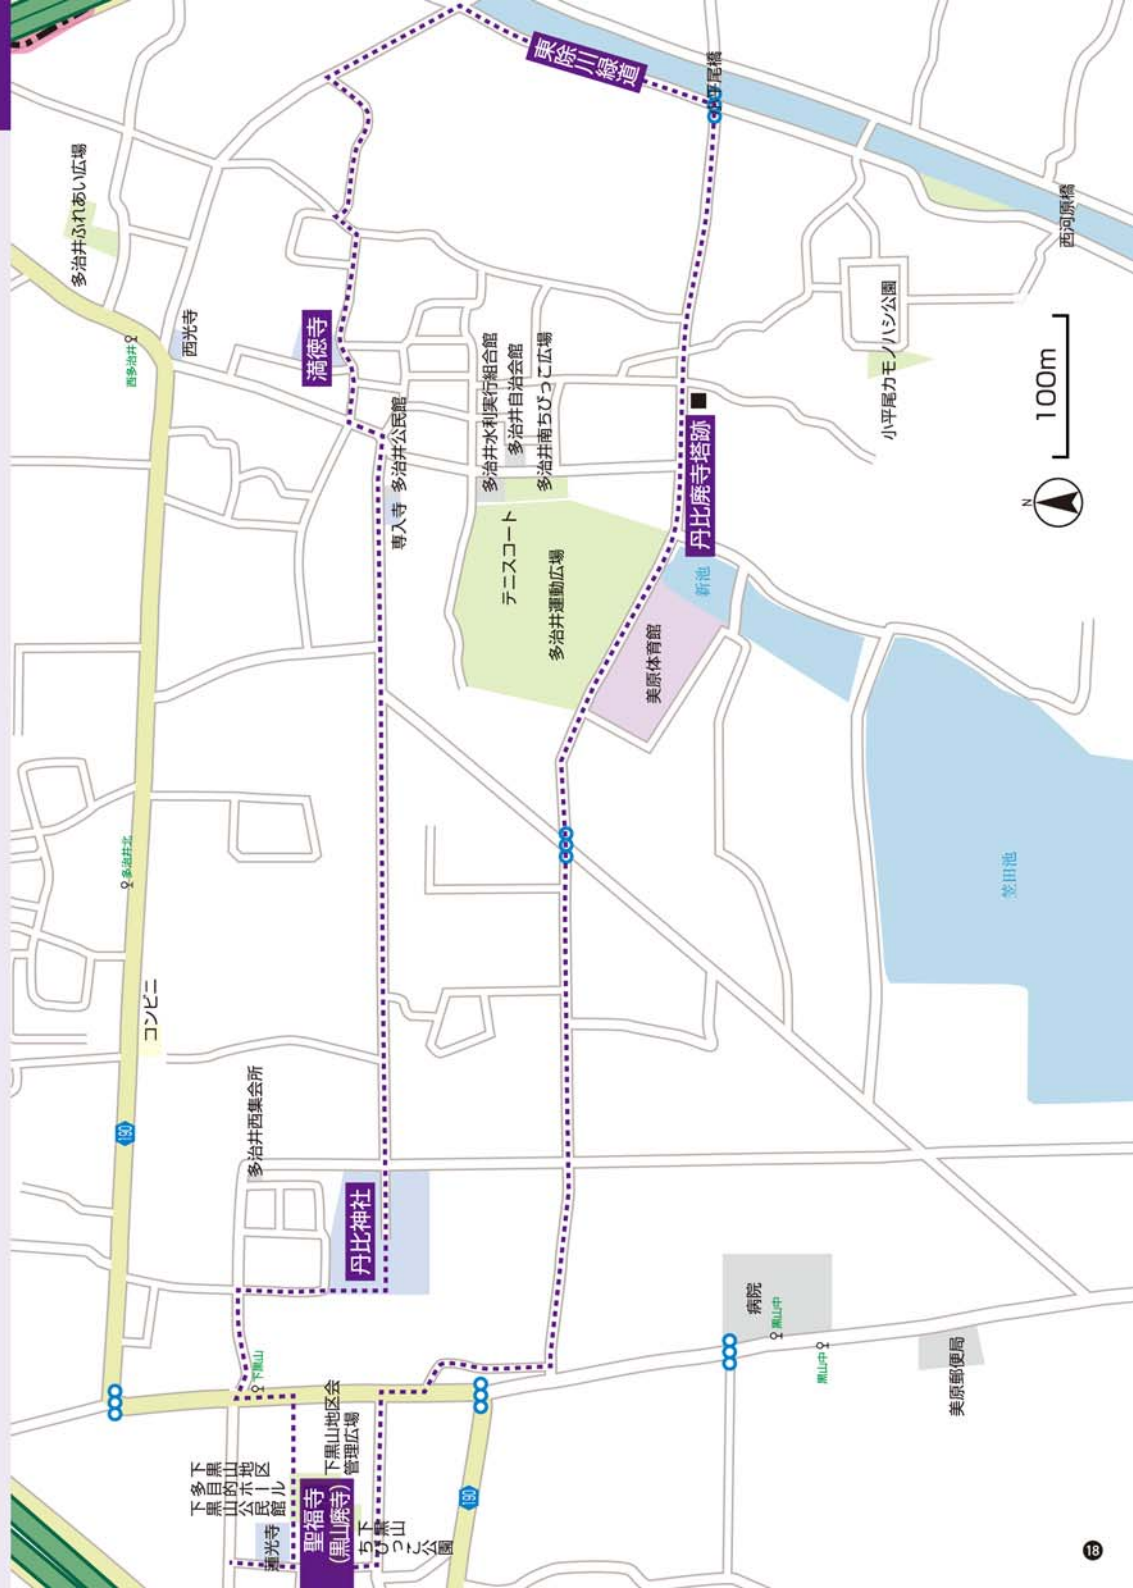 東除川緑道
小平尾橋
多治井ふれあい広場
西河原橋
西光寺
西多治井
満徳寺
小平尾カモノハシ公園
100m
N
多治井水利実行組合館
多治井自治会館
多治井南ちびっこ広場
多治井公民館
専入寺
丹比廃寺塔跡
テニスコート
多治井運動広場
新池
美原体育館
多治井北
笠田池
コンビニ
190
多治井西集会所
丹比神社
病院
黒山中
黒山中
美原郵便局
下黒山
下黒山地区会
管理広場
下黒山地区
多目的ホール
下黒山公民館
聖福寺
(黒山廃寺)
蓮光寺
下黒山
ちびっこ公園
190
18